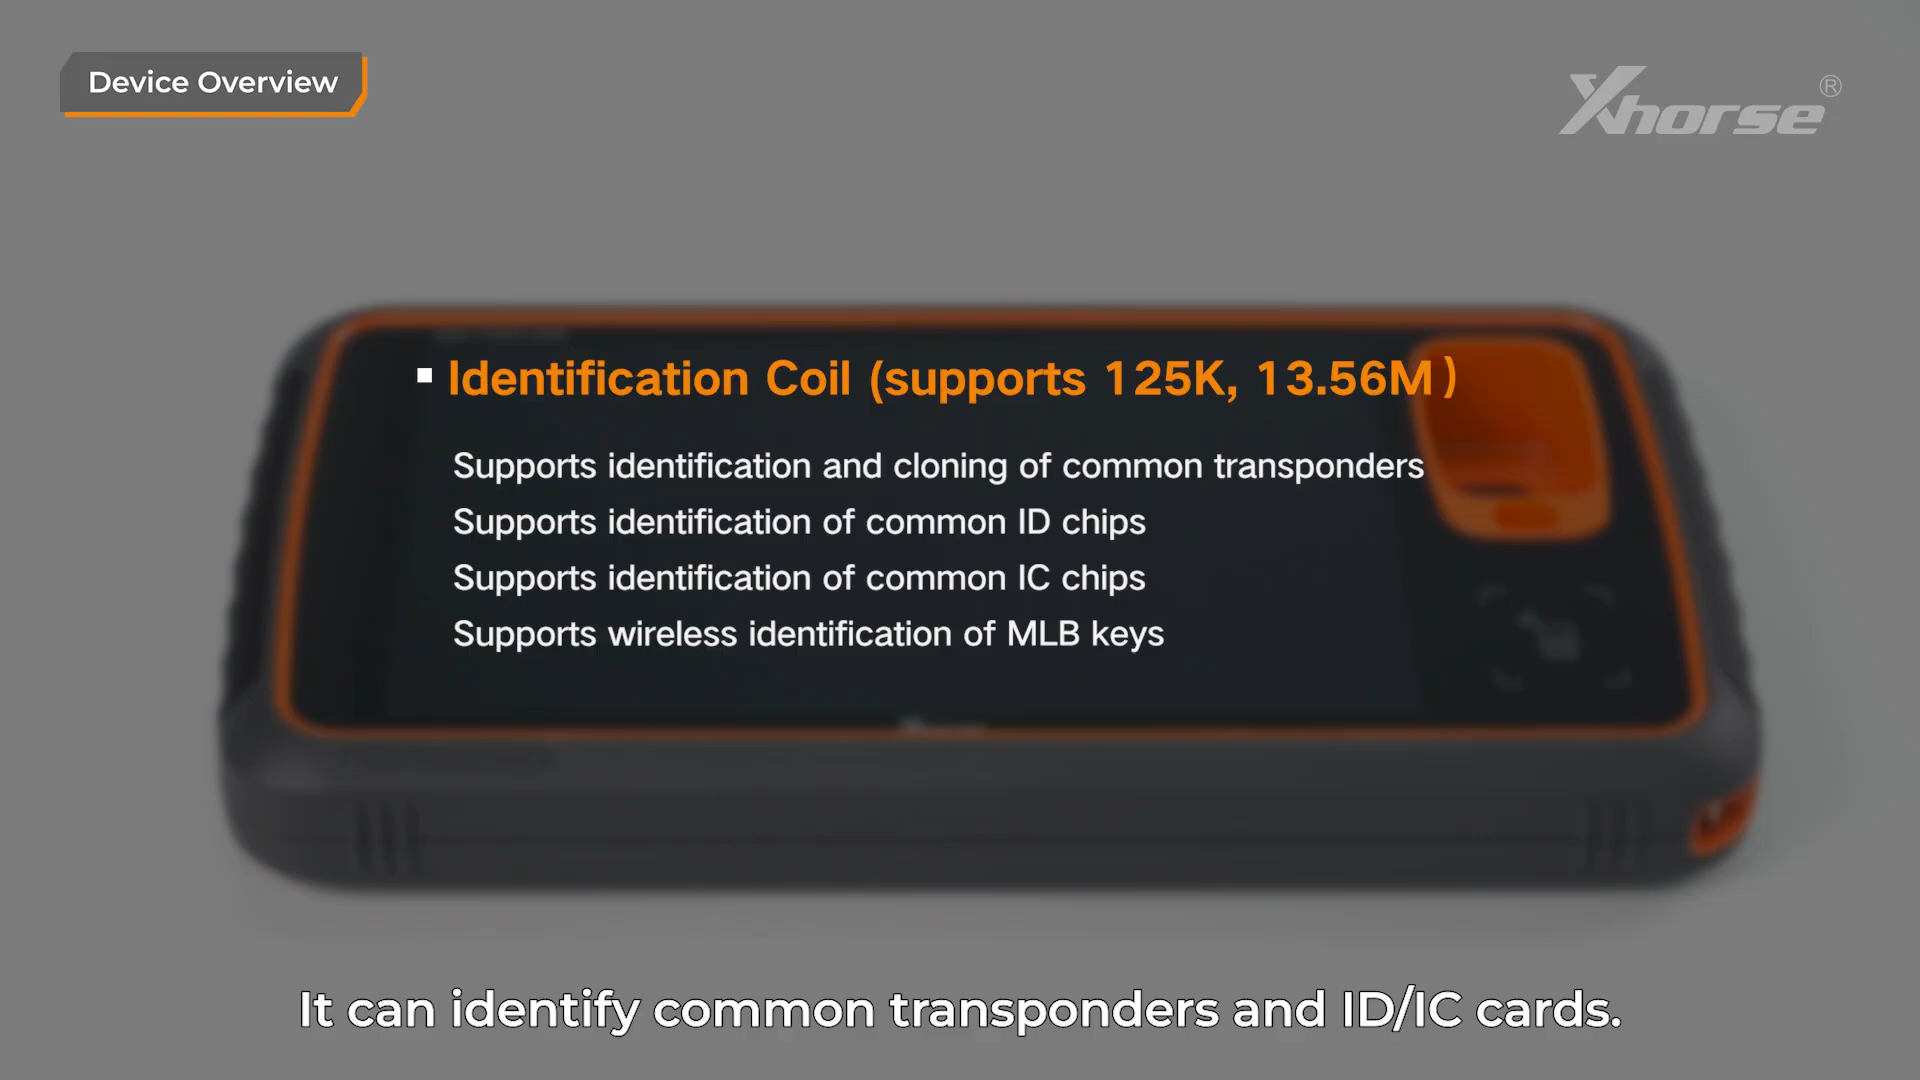 Device Overview
Xhorse®
Identification Coil (supports 125K, 13.56M)
Supports identification and cloning of common transponders
Supports identification of common ID chips
Supports identification of common IC chips
Supports wireless identification of MLB keys
It can identify common transponders and ID/IC cards.